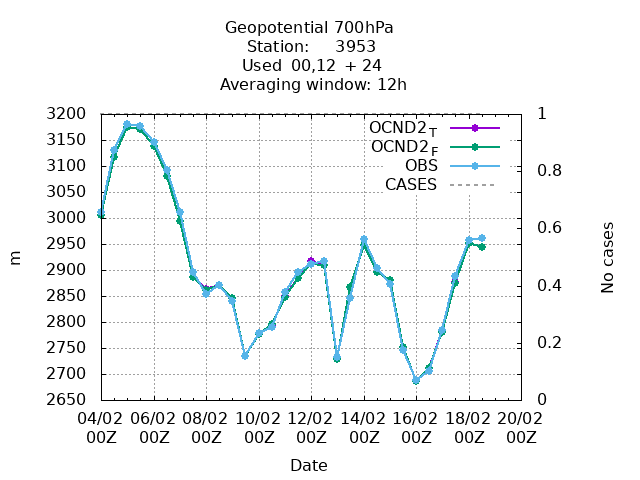 Geopotential 700hPa
Station: 3953
Used 00,12 + 24
Averaging window: 12h
3200
3150
3100
3050
3000
2950
2900
2850
2800
2750
2700
2650
m
1
0.8
0.6
0.4
0.2
0
No cases
OCND2T
OCND2F
OBS
CASES
04/02 06/02 08/02 10/02 12/02 14/02 16/02 18/02 20/02
00Z 00Z 00Z 00Z 00Z 00Z 00Z 00Z 00Z
Date